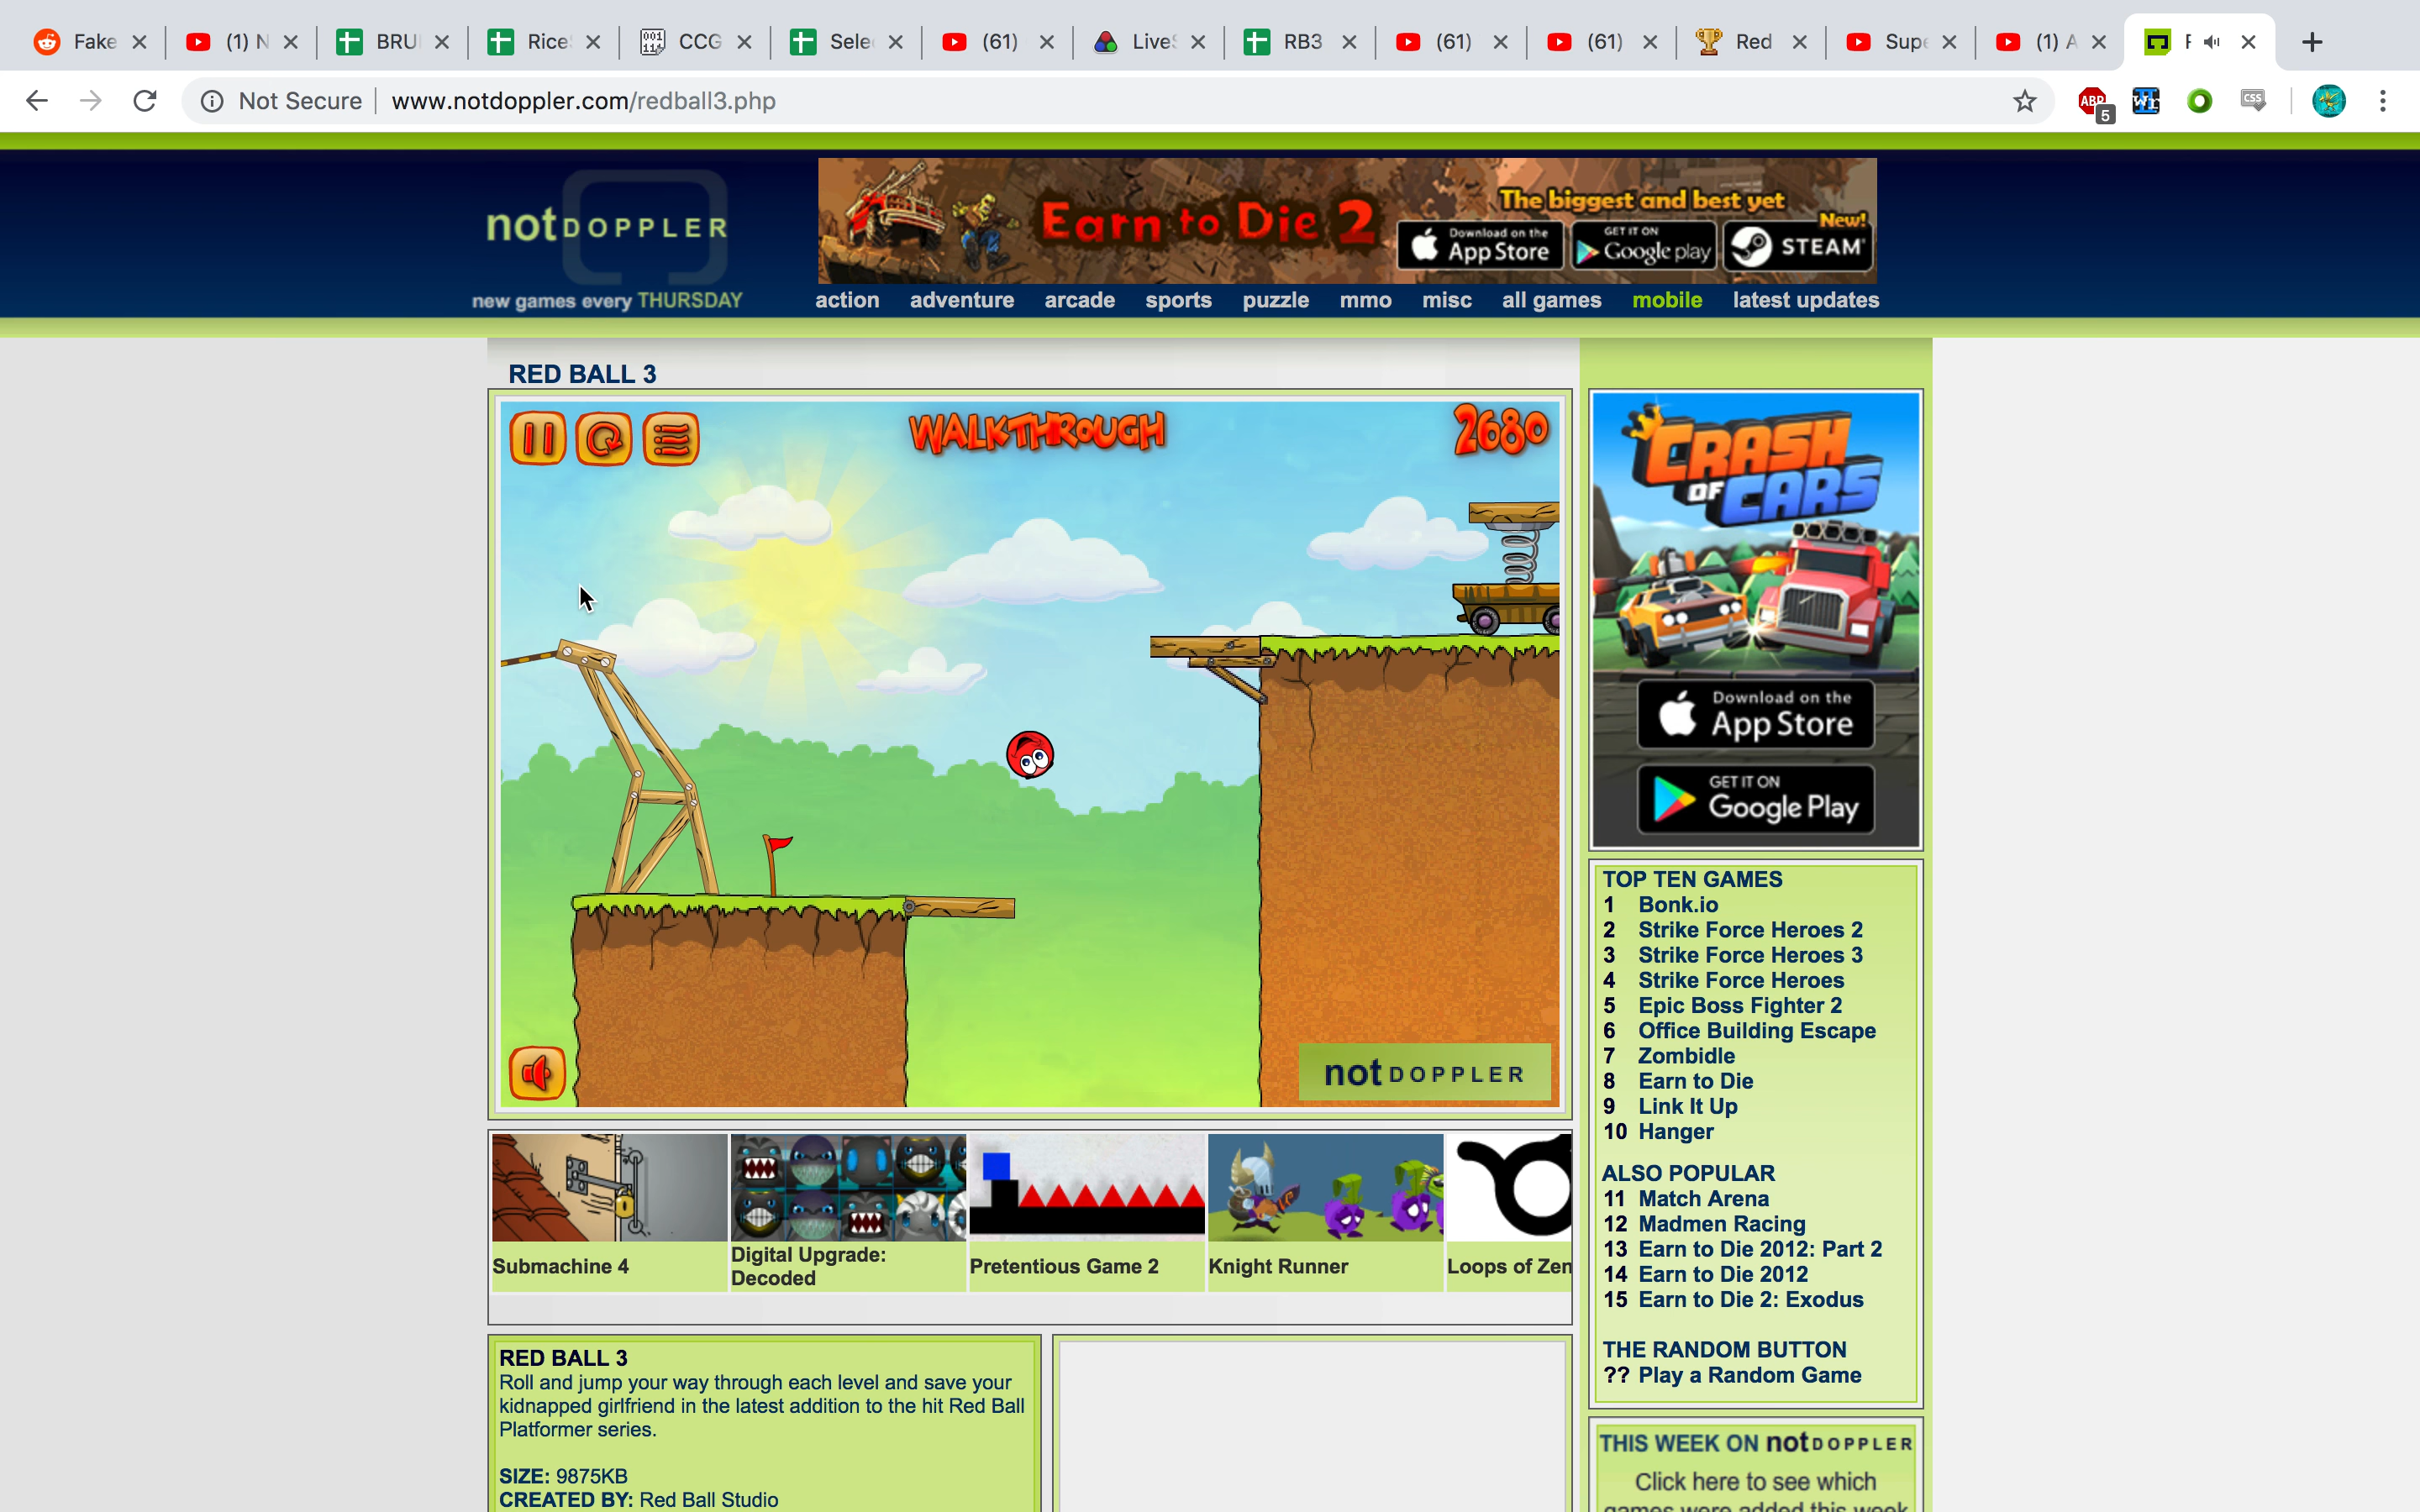 Fake
(1) N
BRU
Rice
CCG
Sele
(61)
Live
RB3
(61)
(61)
Red
Supe
(1) A
Not Secure
www.notdoppler.com/redball3.php
ABP
5
CSS
notDOPPLER
new games every THURSDAY
Earn to Die 2
The biggest and best yet
New!
Download on the
App Store
GET IT ON
Google play
STEAM
action adventure arcade sports puzzle mmo misc all games mobile latest updates
RED BALL 3
WALKTHROUGH
2680
notDOPPLER
CRASH
OF
CARS
Download on the
App Store
GET IT ON
Google Play
TOP TEN GAMES
1 Bonk.io
2 Strike Force Heroes 2
3 Strike Force Heroes 3
4 Strike Force Heroes
5 Epic Boss Fighter 2
6 Office Building Escape
7 Zombidle
8 Earn to Die
9 Link It Up
10 Hanger
ALSO POPULAR
11 Match Arena
12 Madmen Racing
13 Earn to Die 2012: Part 2
14 Earn to Die 2012
15 Earn to Die 2: Exodus
THE RANDOM BUTTON
?? Play a Random Game
THIS WEEK ON notDOPPLER
Click here to see which
games were added this week
Submachine 4
Digital Upgrade:
Decoded
Pretentious Game 2
Knight Runner
Loops of Zen
RED BALL 3
Roll and jump your way through each level and save your
kidnapped girlfriend in the latest addition to the hit Red Ball
Platformer series.
SIZE: 9875KB
CREATED BY: Red Ball Studio